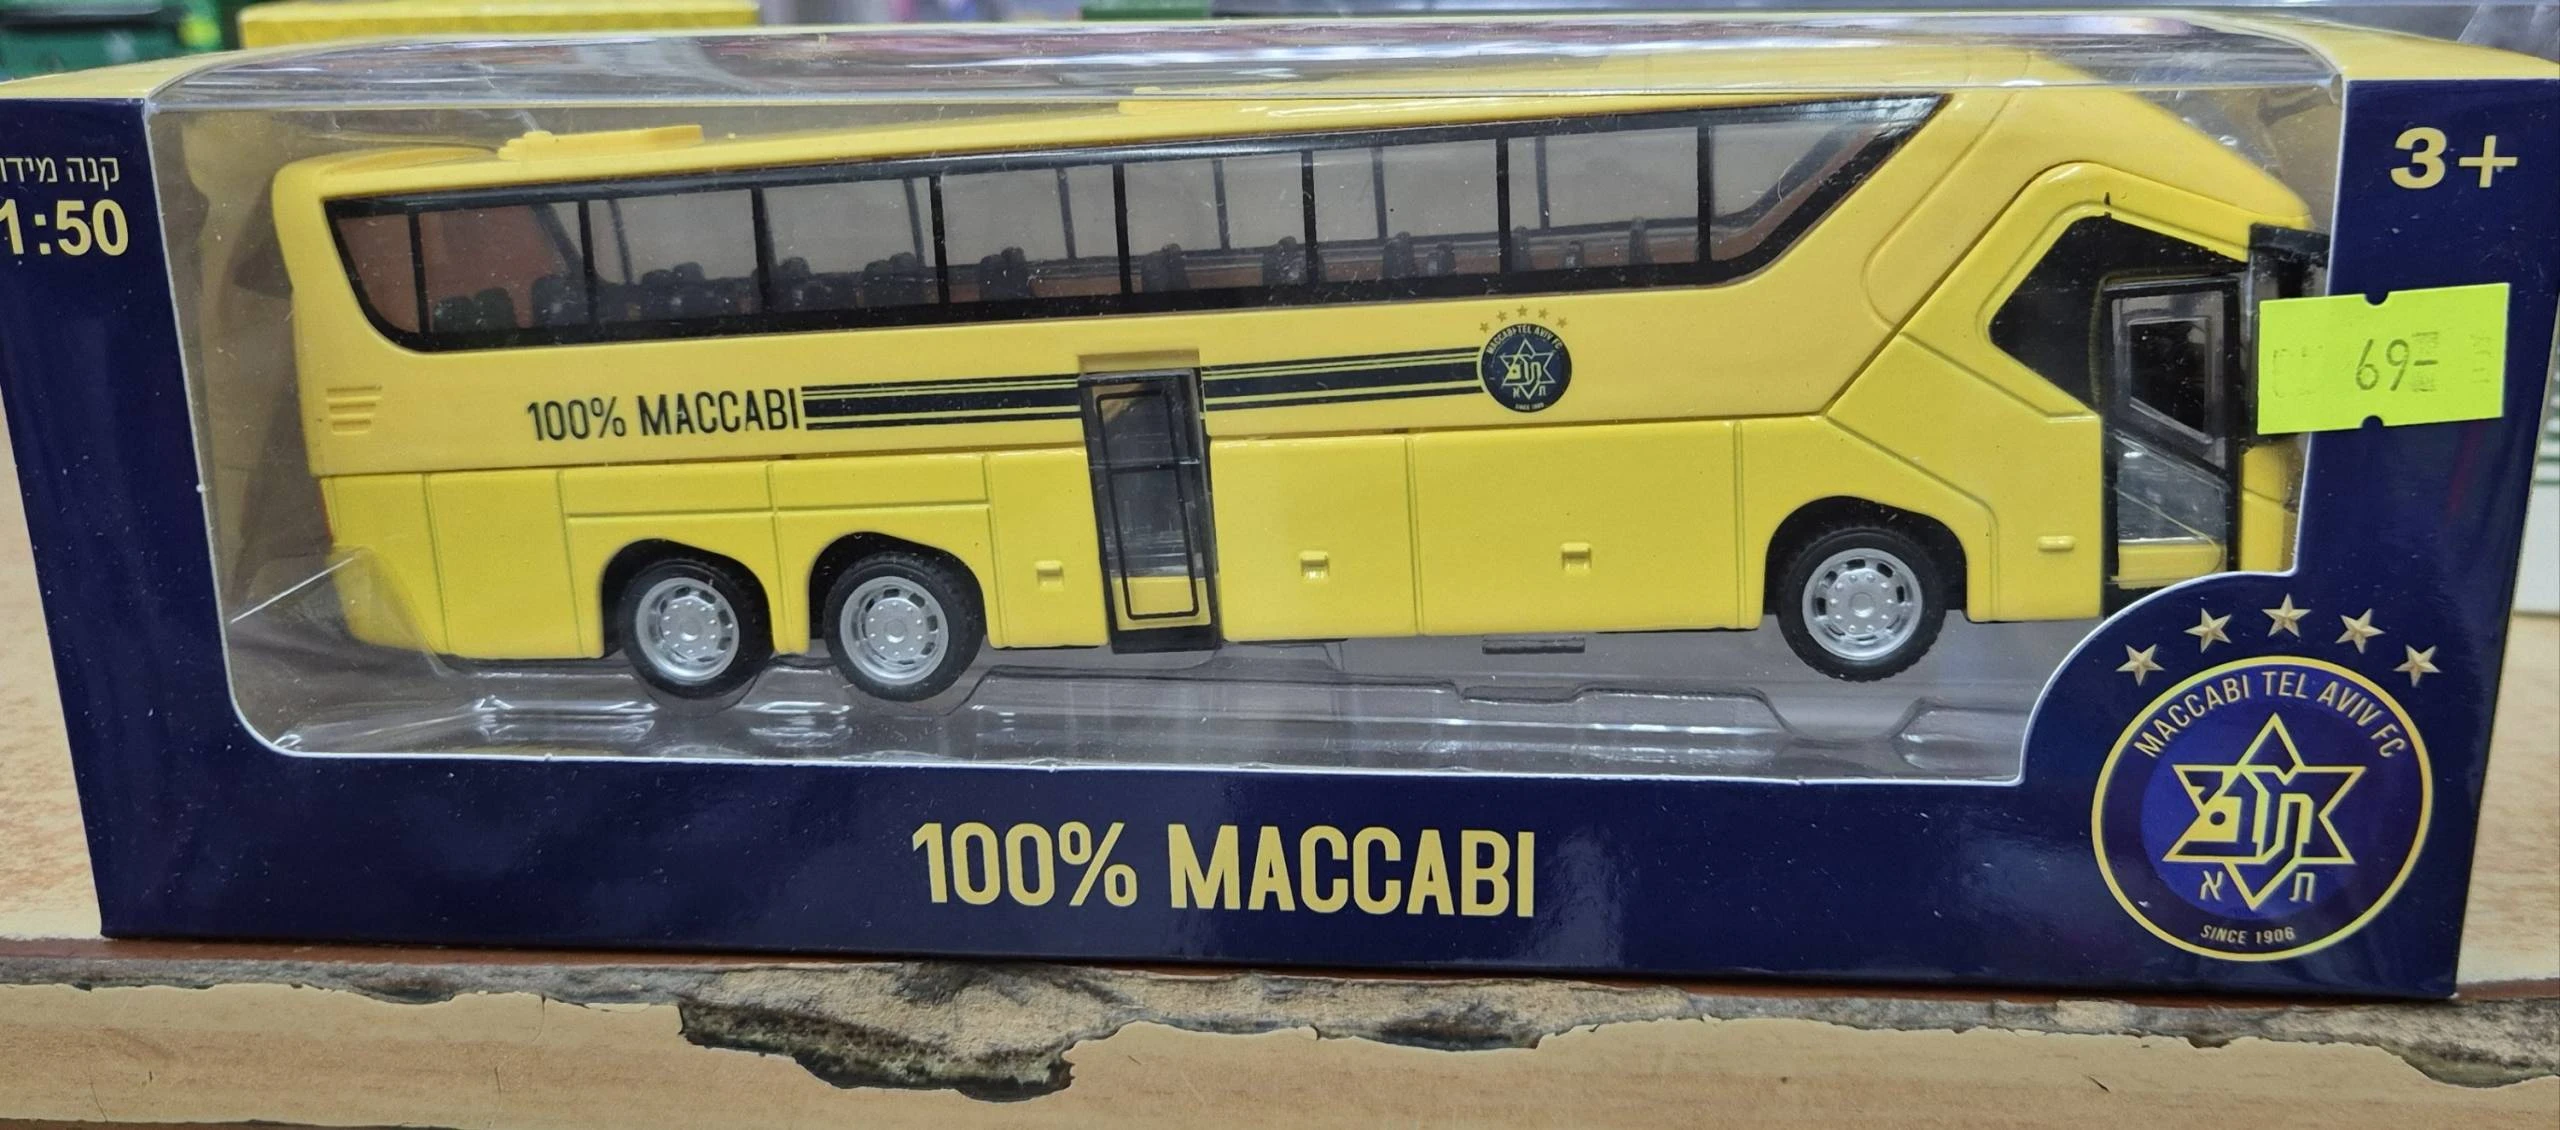 קנה מידה
1:50
3+
69-
100% MACCABI
MACCABI TEL AVIV FC
תא
SINCE 1906
100% MACCABI
MACCABI TEL AVIV FC
ת א
SINCE 1906